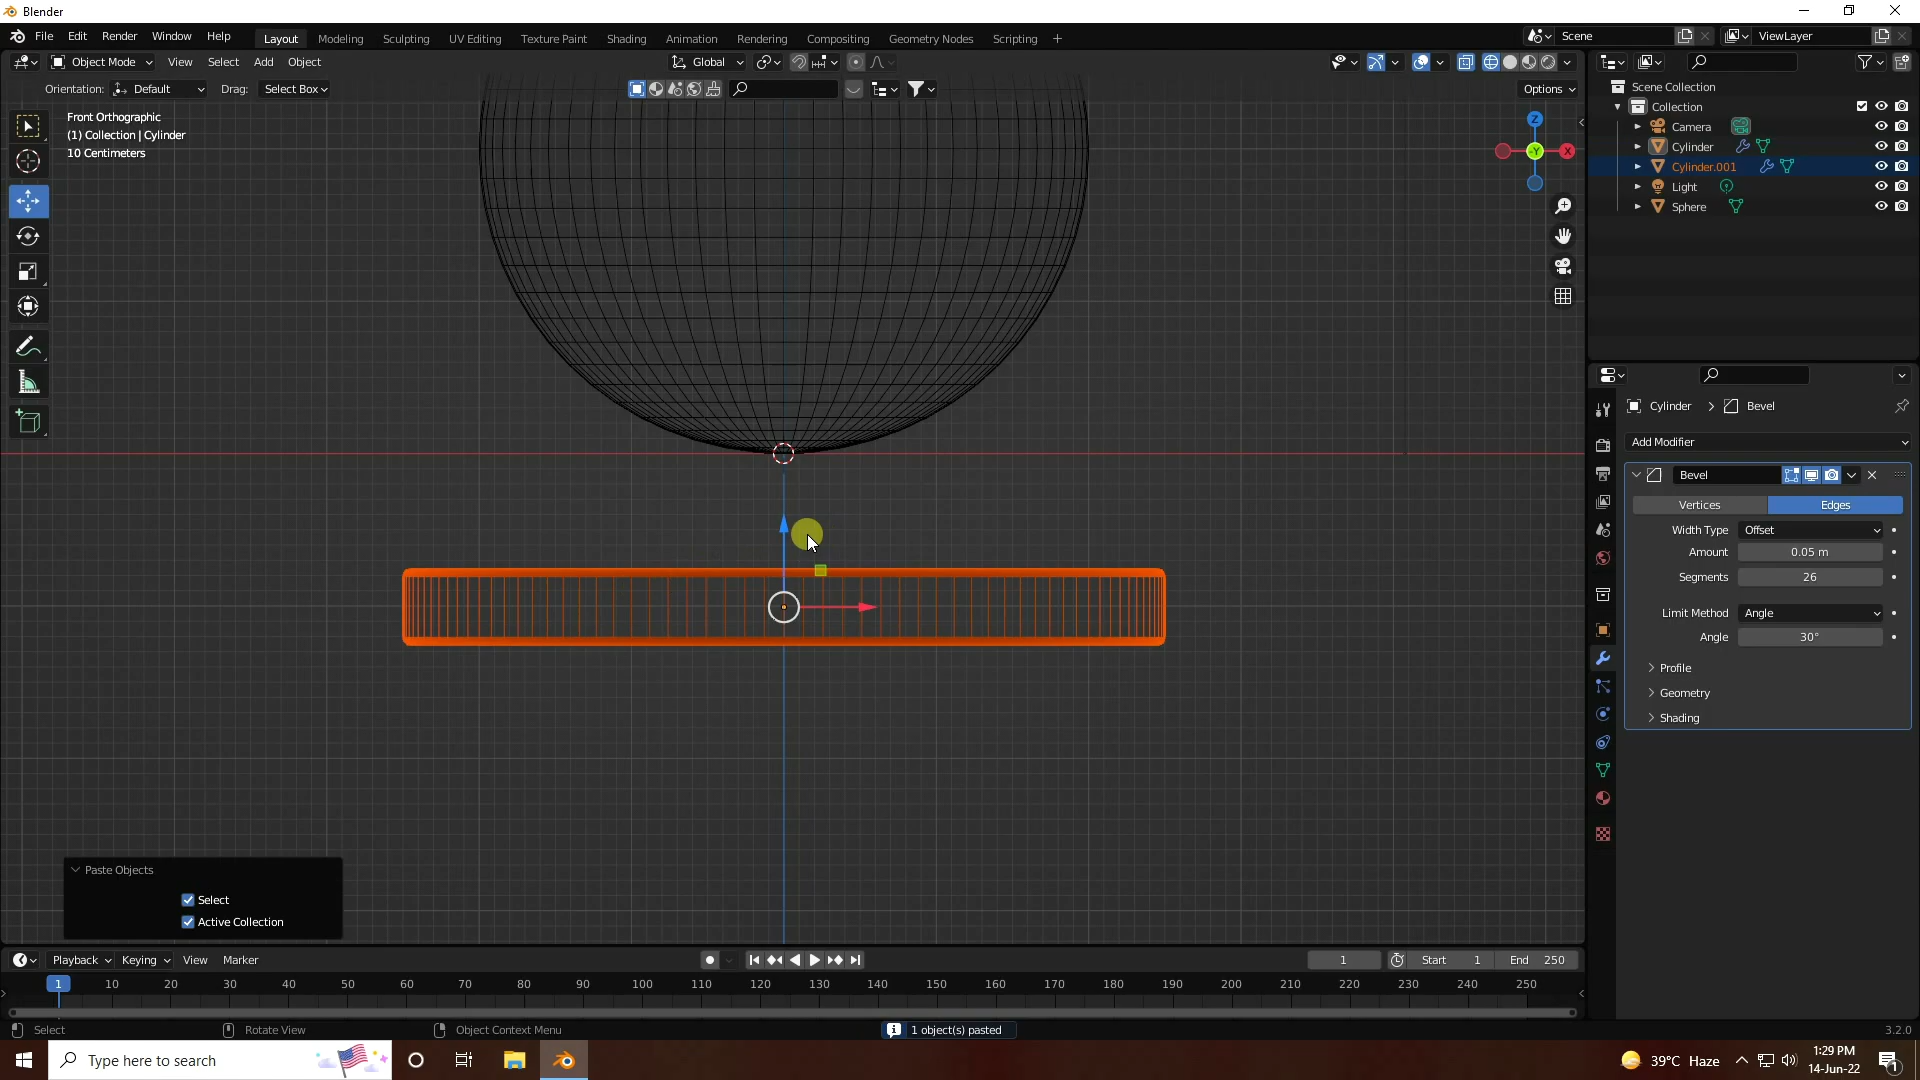 Blender
File Edit Render Window Help Layout Modeling Sculpting UV Editing Texture Paint Shading Animation Rendering Compositing Geometry Nodes Scripting + Scene ViewLayer
Object Mode View Select Add Object Global
Orientation: Default Drag: Select Box Options
Front Orthographic
(1) Collection | Cylinder
10 Centimeters
Z
X
-Y
Scene Collection
Collection
Camera
Cylinder
Cylinder.001
Light
Sphere
Cylinder > Bevel
Add Modifier
Bevel
Vertices Edges
Width Type Offset
Amount 0.05 m
Segments 26
Limit Method Angle
Angle 30°
Profile
Geometry
Shading
Paste Objects
Select
Active Collection
Playback Keying View Marker 1 Start 1 End 250
1 10 20 30 40 50 60 70 80 90 100 110 120 130 140 150 160 170 180 190 200 210 220 230 240 250
Select Rotate View Object Context Menu 1 object(s) pasted 3.2.0
Type here to search 39°C Haze 1:29 PM
14-Jun-22
1